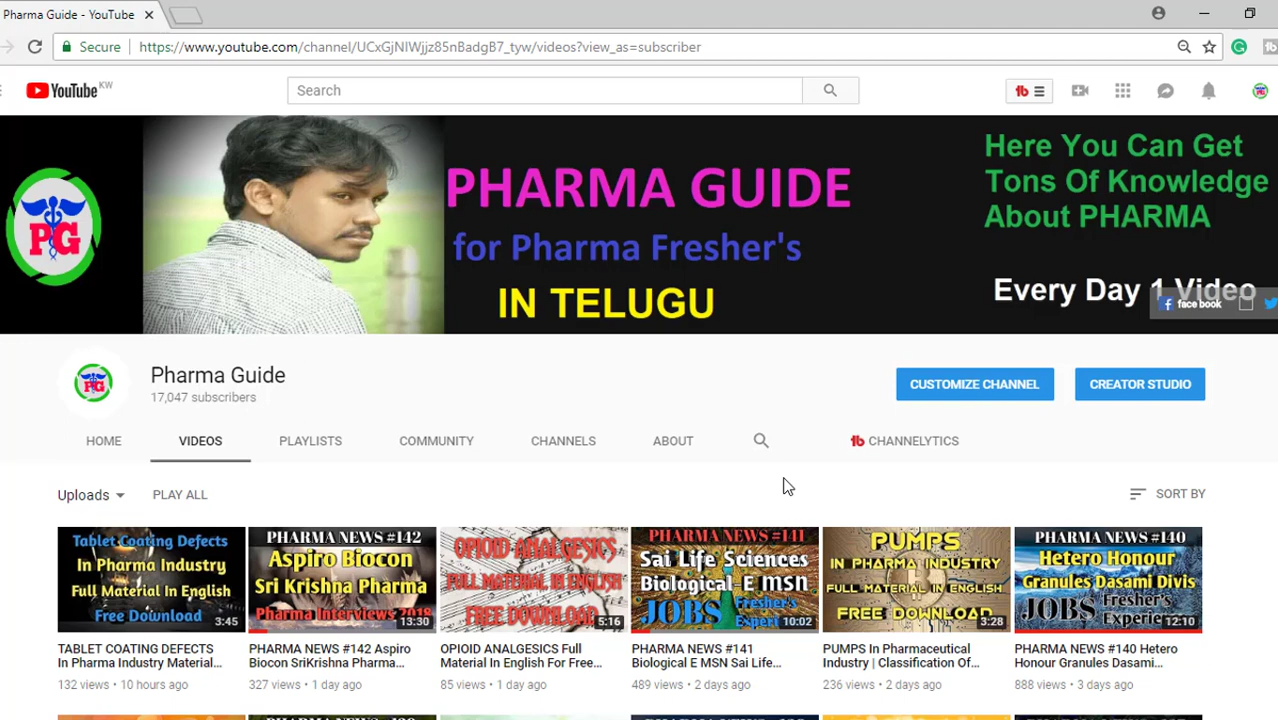 Pharma Guide - YouTube
Secure
https://www.youtube.com/channel/UCxGjNIWjjz85nBadgB7_tyw/videos?view_as=subscriber
YouTube KW
Search
PG
PHARMA GUIDE
for Pharma Fresher's
IN TELUGU
Here You Can Get
Tons Of Knowledge
About PHARMA
Every Day 1 Video
facebook
PG
Pharma Guide
17,047 subscribers
CUSTOMIZE CHANNEL
CREATOR STUDIO
HOME VIDEOS PLAYLISTS COMMUNITY CHANNELS ABOUT CHANNELYTICS
Uploads PLAY ALL SORT BY
Tablet Coating Defects
In Pharma Industry
Full Material In English
Free Download
3:45
TABLET COATING DEFECTS
In Pharma Industry Material...
132 views • 10 hours ago
PHARMA NEWS #142
Aspiro Biocon
Sri Krishna Pharma
Pharma Interviews 2018
13:30
PHARMA NEWS #142 Aspiro
Biocon SriKrishna Pharma...
327 views • 1 day ago
OPIOID ANALGESICS
FULL MATERIAL IN ENGLISH
FREE DOWNLOAD
5:16
OPIOID ANALGESICS Full
Material In English For Free...
85 views • 1 day ago
PHARMA NEWS #141
Sai Life Sciences
Biological E MSN
JOBS Fresher's
Expert
10:02
PHARMA NEWS #141
Biological E MSN Sai Life...
489 views • 2 days ago
PUMPS
IN PHARMA INDUSTRY
FULL MATERIAL IN ENGLISH
FREE DOWNLOAD
3:28
PUMPS In Pharmaceutical
Industry | Classification Of...
236 views • 2 days ago
PHARMA NEWS #140
Hetero Honour
Granules Dasami Divis
JOBS Fresher's
Experie
12:10
PHARMA NEWS #140 Hetero
Honour Granules Dasami...
888 views • 3 days ago